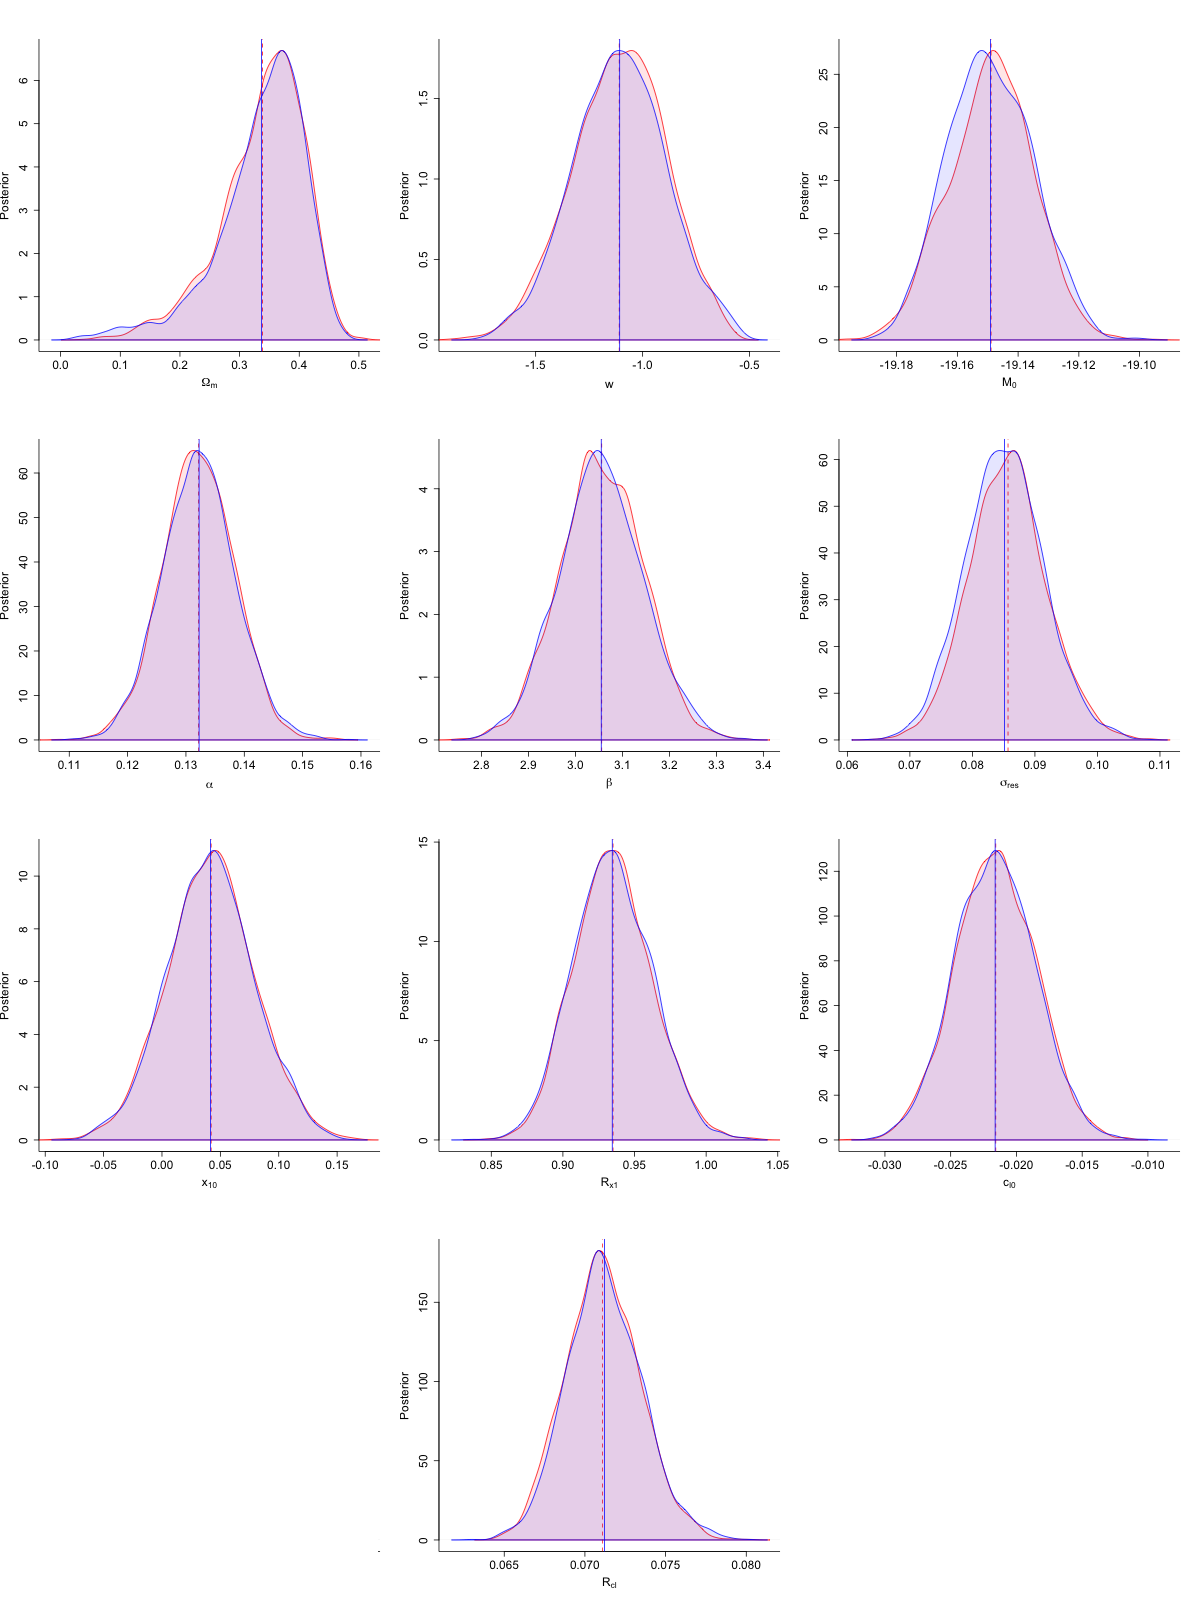 Posterior
0 1 2 3 4 5 6
0.0 0.1 0.2 0.3 0.4 0.5
Ωm
Posterior
0.0 0.5 1.0 1.5
-1.5 -1.0 -0.5
w
Posterior
0 5 10 15 20 25
-19.18 -19.16 -19.14 -19.12 -19.10
M0
Posterior
0 10 20 30 40 50 60
0.11 0.12 0.13 0.14 0.15 0.16
α
Posterior
0 1 2 3 4
2.8 2.9 3.0 3.1 3.2 3.3 3.4
β
Posterior
0 10 20 30 40 50 60
0.06 0.07 0.08 0.09 0.10 0.11
σres
Posterior
0 2 4 6 8 10
-0.10 -0.05 0.00 0.05 0.10 0.15
x10
Posterior
0 5 10 15
0.85 0.90 0.95 1.00 1.05
Rx1
Posterior
0 20 40 60 80 100 120
-0.030 -0.025 -0.020 -0.015 -0.010
cI0
Posterior
0 50 100 150
0.065 0.070 0.075 0.080
RcI